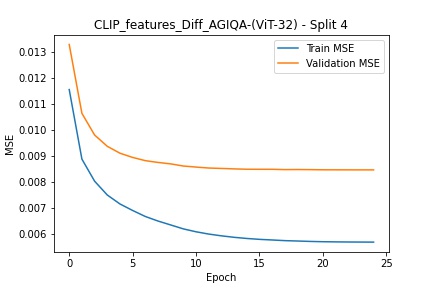 CLIP_features_Diff_AGIQA-(ViT-32) - Split 4
Train MSE
Validation MSE
0.013
0.012
0.011
0.010
0.009
0.008
0.007
0.006
MSE
0 5 10 15 20 25
Epoch